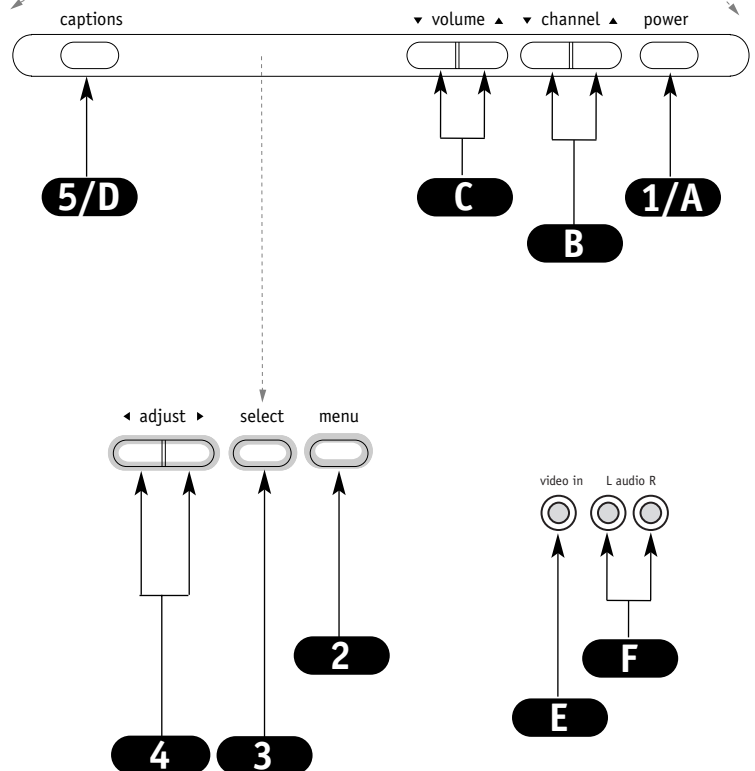 captions ▼ volume ▲ ▼ channel ▲ power
5/D C 1/A
B
◀ adjust ▶ select menu
video in L audio R
2 F
E
4 3